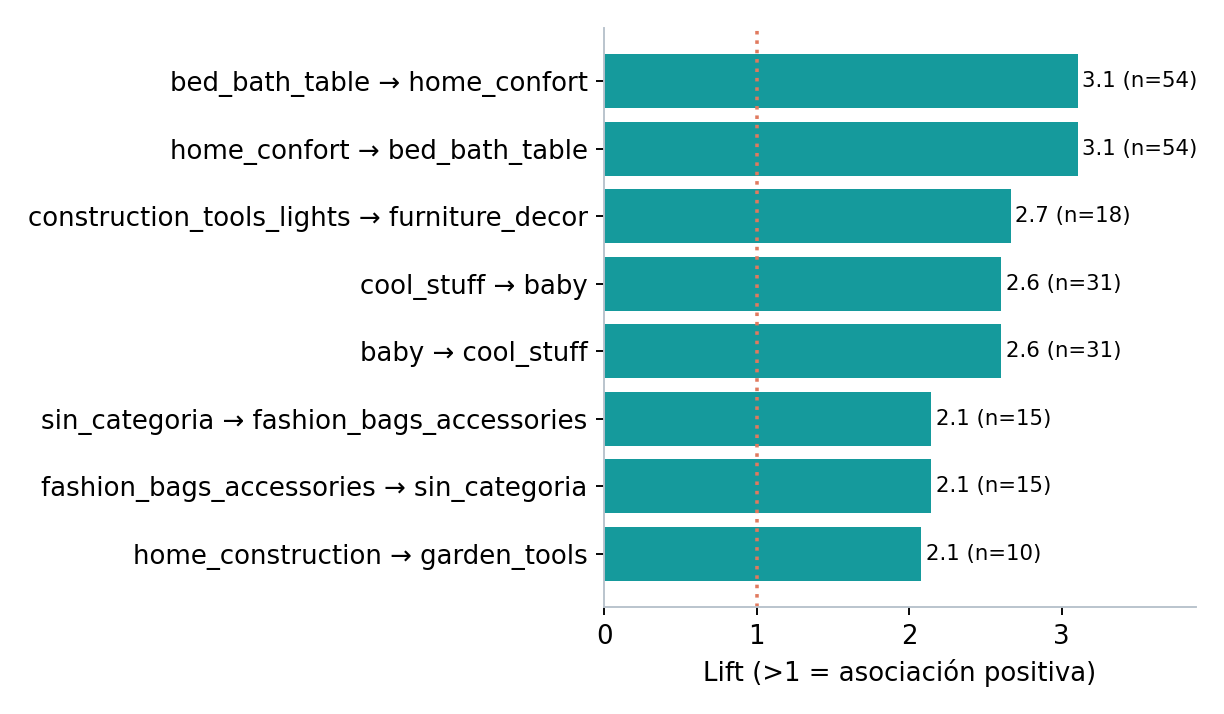 bed_bath_table → home_confort 3.1 (n=54)
home_confort → bed_bath_table 3.1 (n=54)
construction_tools_lights → furniture_decor 2.7 (n=18)
cool_stuff → baby 2.6 (n=31)
baby → cool_stuff 2.6 (n=31)
sin_categoria → fashion_bags_accessories 2.1 (n=15)
fashion_bags_accessories → sin_categoria 2.1 (n=15)
home_construction → garden_tools 2.1 (n=10)
0 1 2 3
Lift (>1 = asociación positiva)